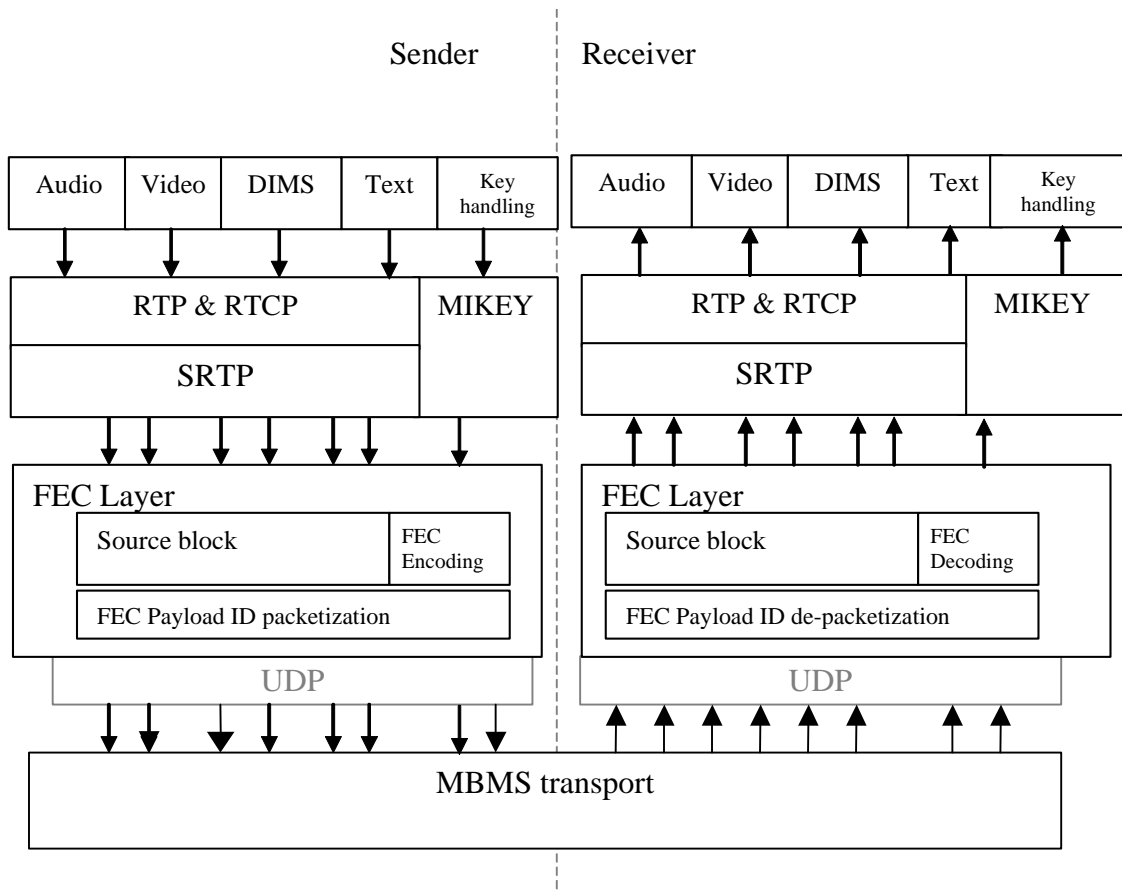 Sender Receiver
Audio Video DIMS Text Key handling Audio Video DIMS Text Key handling
RTP & RTCP MIKEY RTP & RTCP MIKEY
SRTP SRTP
FEC Layer FEC Layer
Source block FEC Encoding Source block FEC Decoding
FEC Payload ID packetization FEC Payload ID de-packetization
UDP UDP
MBMS transport